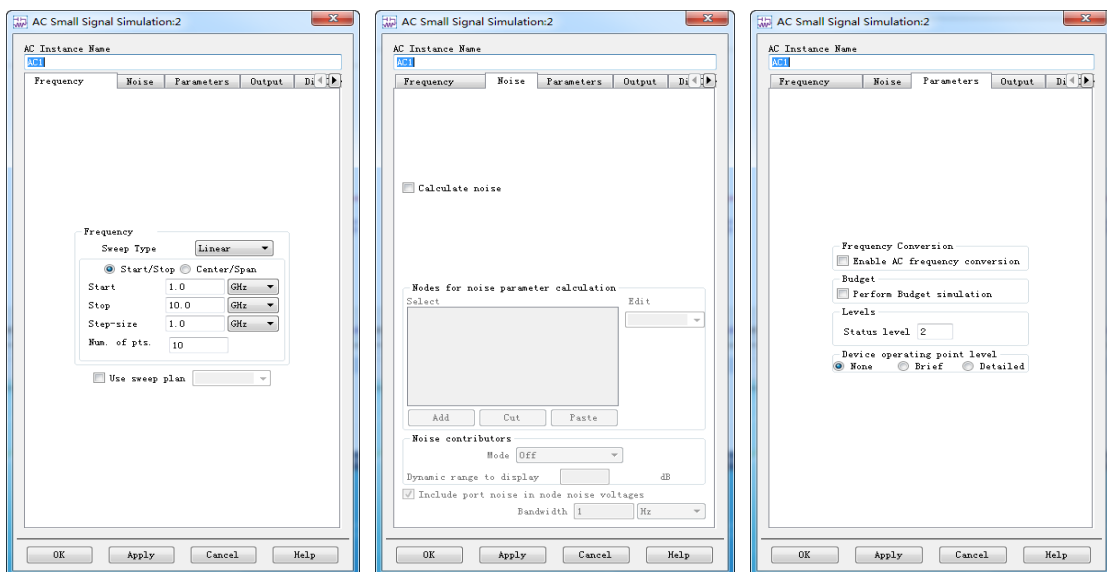 AC Small Signal Simulation:2
AC Instance Name
AC1
Frequency Noise Parameters Output Di
Frequency
Sweep Type Linear
Start/Stop Center/Span
Start 1.0 GHz
Stop 10.0 GHz
Step-size 1.0 GHz
Num. of pts. 10
Use sweep plan
OK Apply Cancel Help
AC Small Signal Simulation:2
AC Instance Name
AC1
Frequency Noise Parameters Output Di
Calculate noise
Nodes for noise parameter calculation
Select Edit
Add Cut Paste
Noise contributors
Mode Off
Dynamic range to display dB
Include port noise in node noise voltages
Bandwidth 1 Hz
OK Apply Cancel Help
AC Small Signal Simulation:2
AC Instance Name
AC1
Frequency Noise Parameters Output Di
Frequency Conversion
Enable AC frequency conversion
Budget
Perform Budget simulation
Levels
Status level 2
Device operating point level
None Brief Detailed
OK Apply Cancel Help